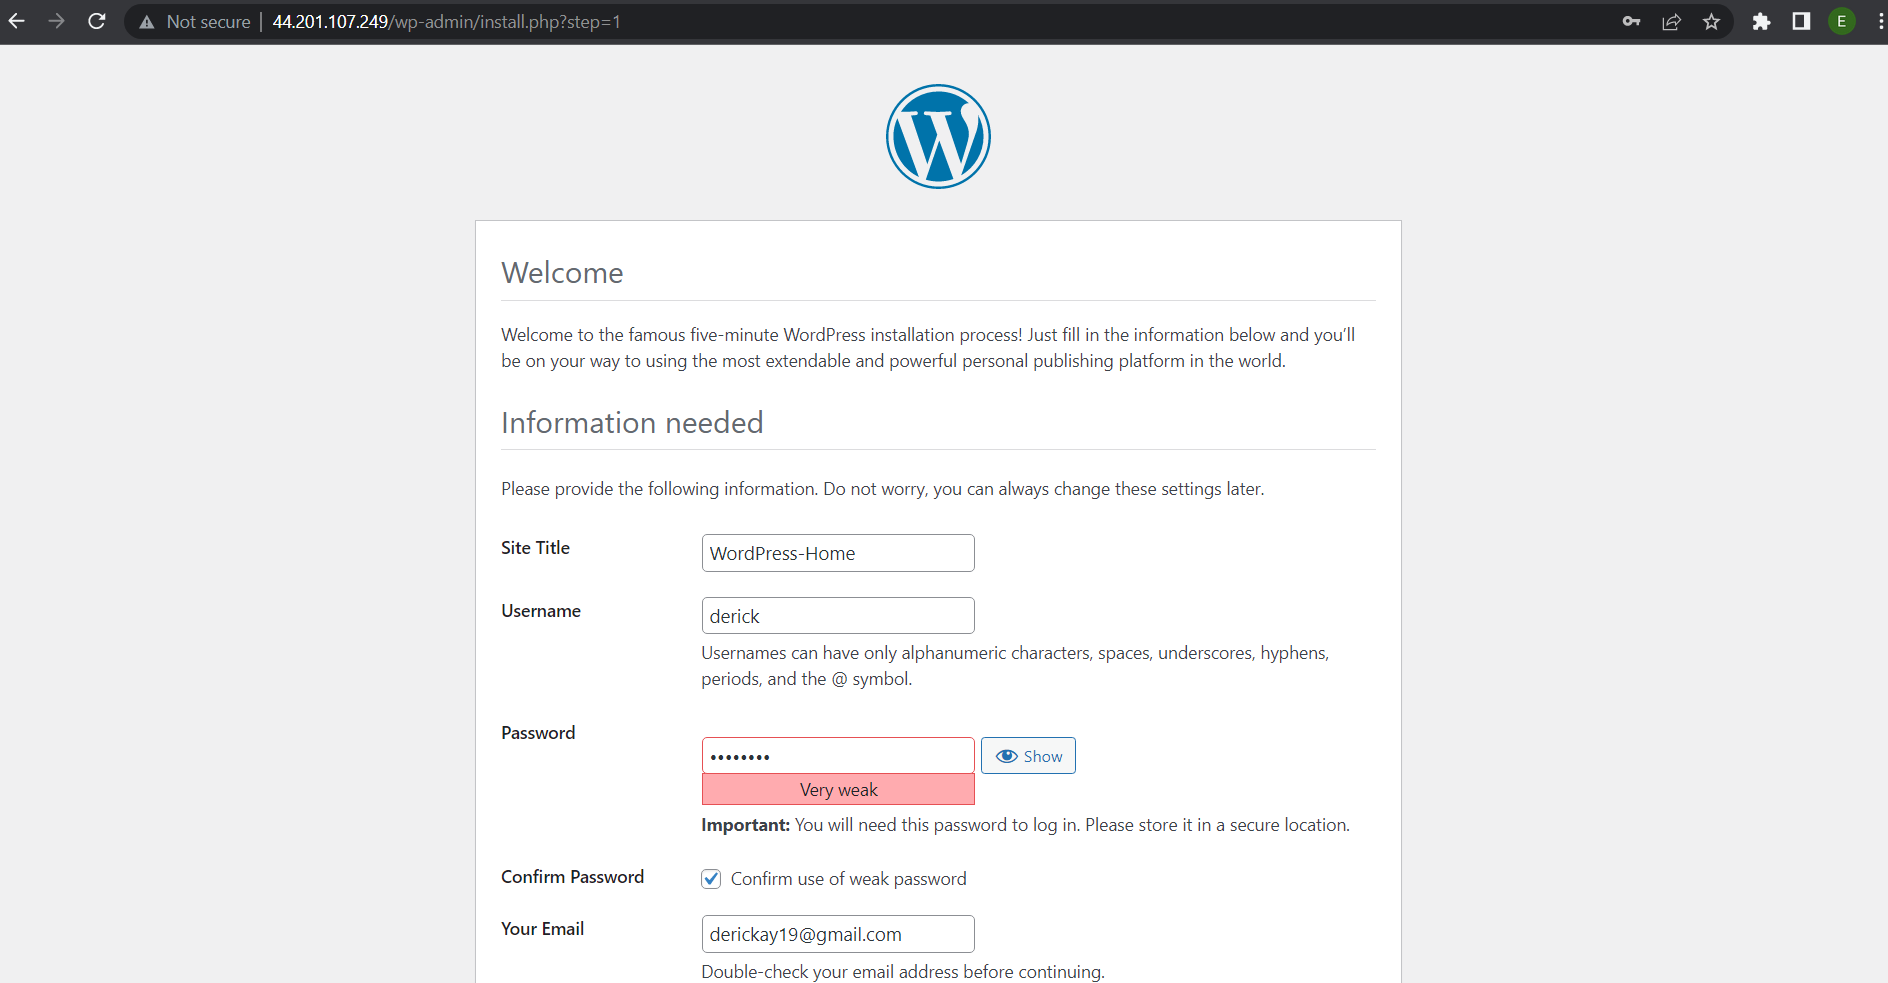 Not secure | 44.201.107.249/wp-admin/install.php?step=1
E
W
Welcome
Welcome to the famous five-minute WordPress installation process! Just fill in the information below and you’ll
be on your way to using the most extendable and powerful personal publishing platform in the world.
Information needed
Please provide the following information. Do not worry, you can always change these settings later.
Site Title WordPress-Home
Username derick
Usernames can have only alphanumeric characters, spaces, underscores, hyphens,
periods, and the @ symbol.
Password •••••••• Show
Very weak
Important: You will need this password to log in. Please store it in a secure location.
Confirm Password Confirm use of weak password
Your Email derickay19@gmail.com
Double-check your email address before continuing.